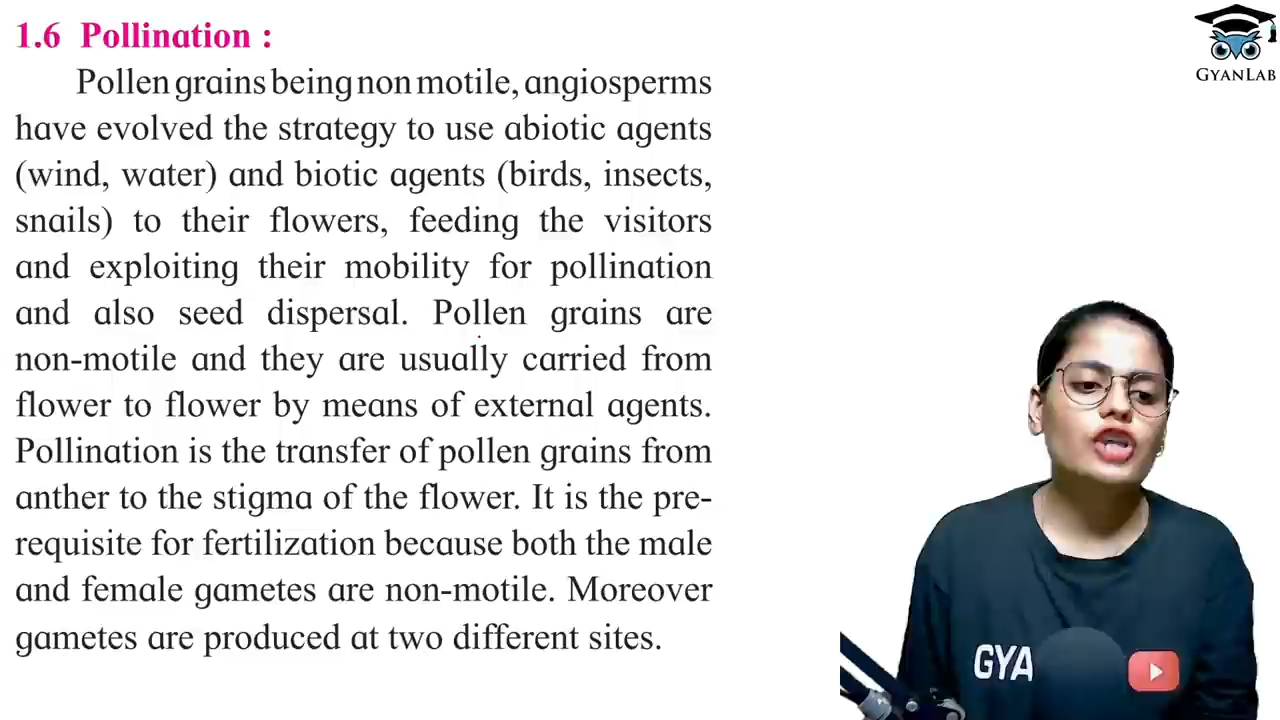 1.6 Pollination :
Pollen grains being non motile, angiosperms
have evolved the strategy to use abiotic agents
(wind, water) and biotic agents (birds, insects,
snails) to their flowers, feeding the visitors
and exploiting their mobility for pollination
and also seed dispersal. Pollen grains are
non-motile and they are usually carried from
flower to flower by means of external agents.
Pollination is the transfer of pollen grains from
anther to the stigma of the flower. It is the pre-
requisite for fertilization because both the male
and female gametes are non-motile. Moreover
gametes are produced at two different sites.
GYANLAB
GYA